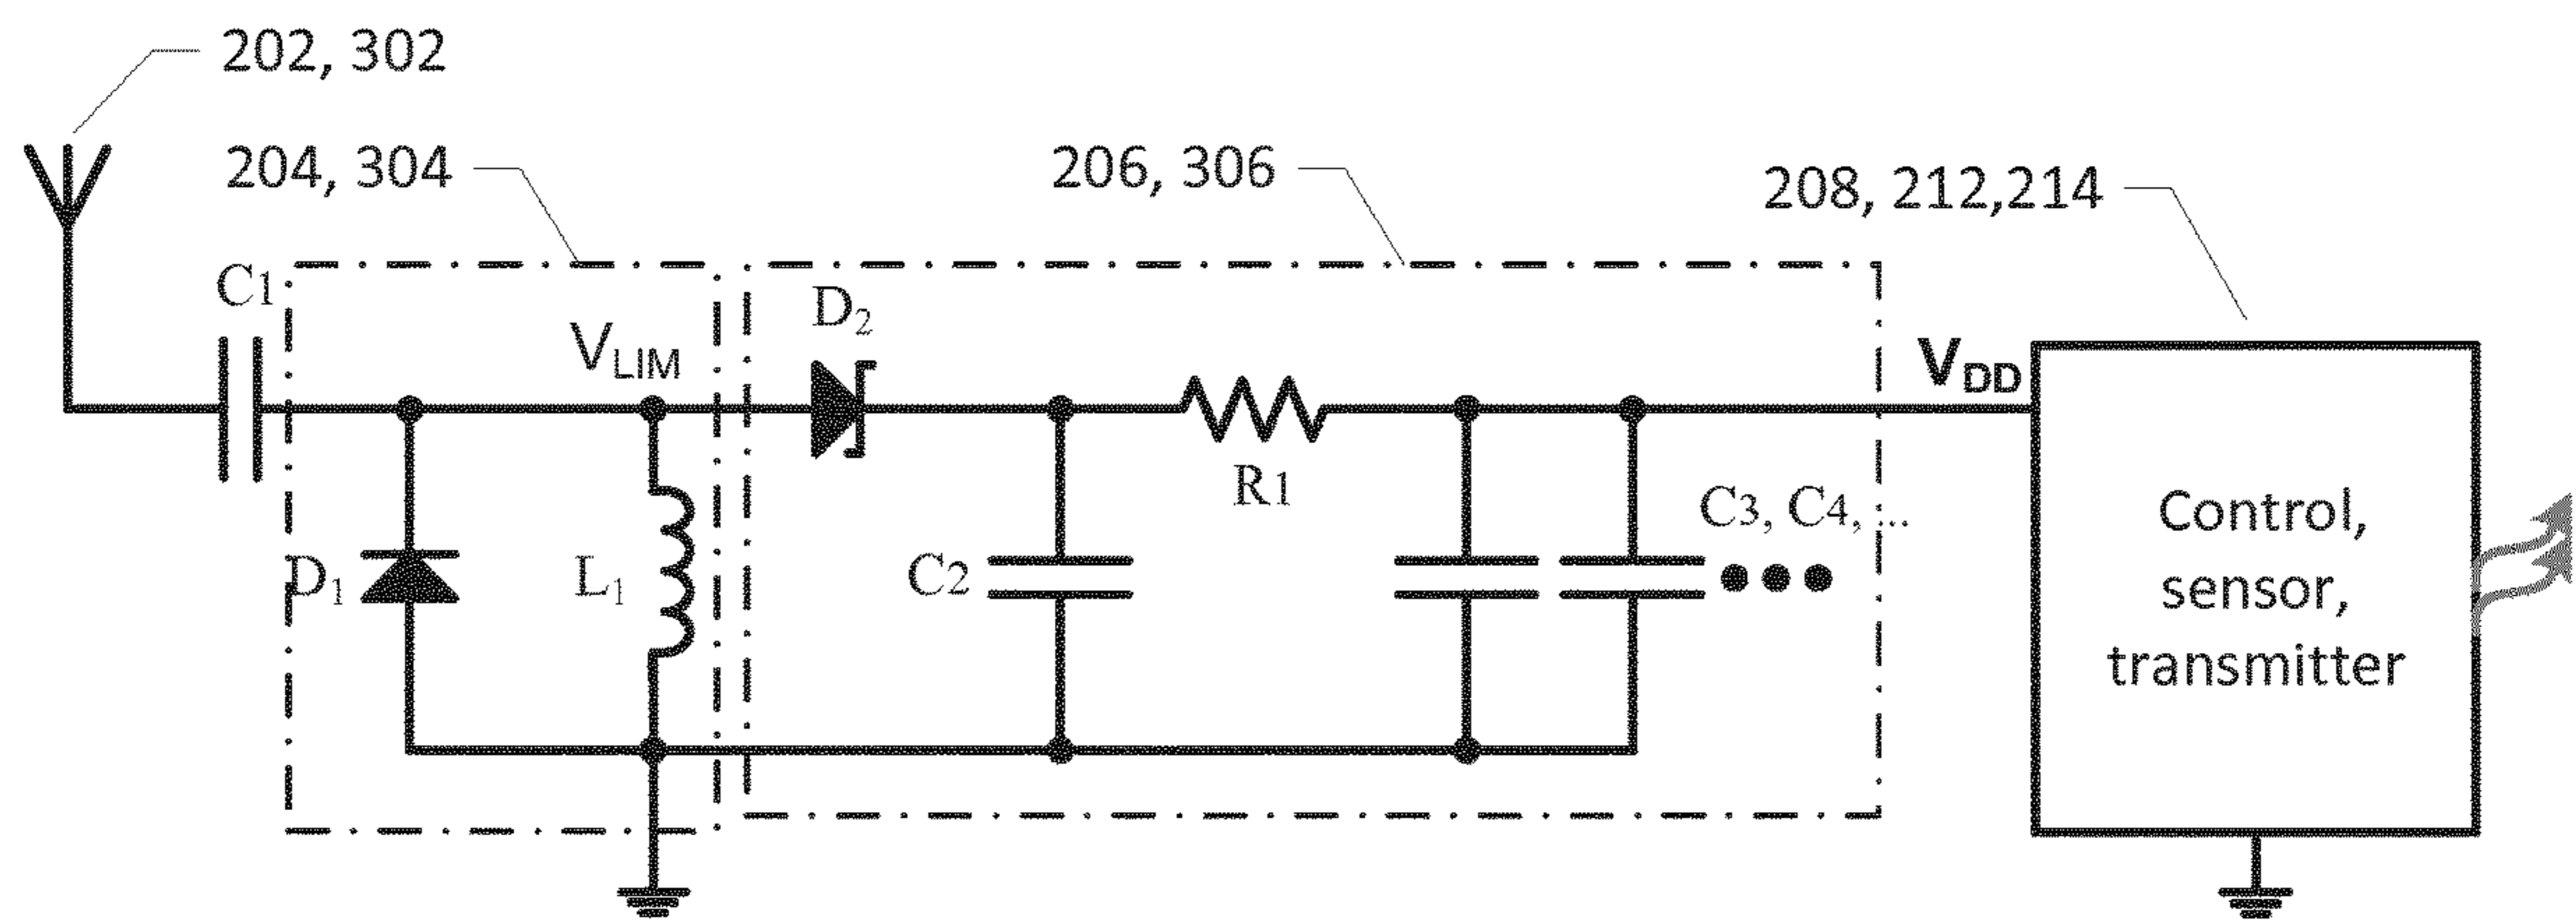 202, 302
204, 304
206, 306
208, 212,214
C1
VLIM
D2
VDD
R1
C3, C4, ...
D1
L1
C2
Control,
sensor,
transmitter